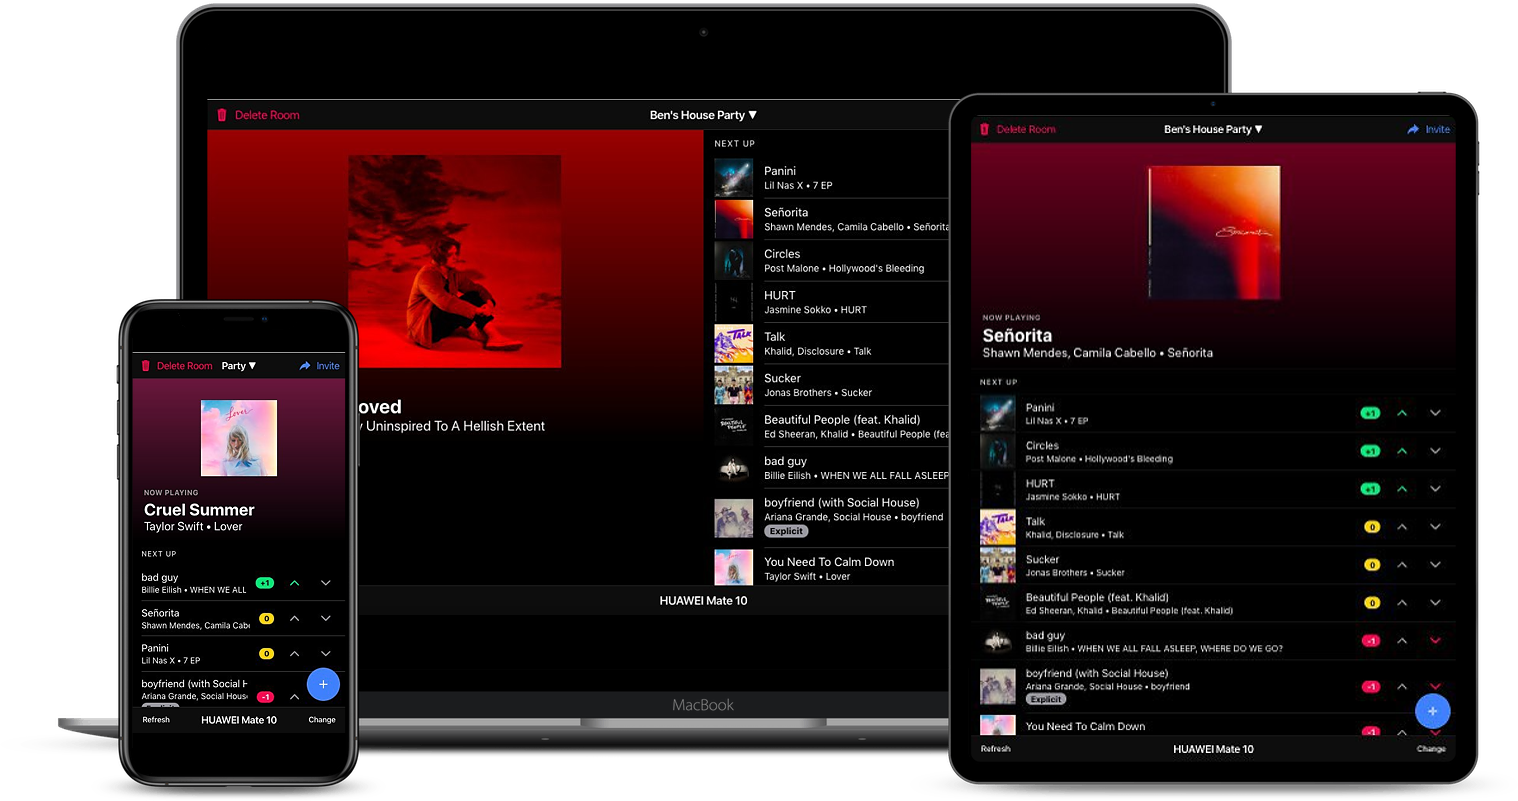 Delete Room
Ben's House Party ▼
NEXT UP
Panini
Lil Nas X • 7 EP
Señorita
Shawn Mendes, Camila Cabello • Señorita
Circles
Post Malone • Hollywood's Bleeding
HURT
Jasmine Sokko • HURT
Talk
Khalid, Disclosure • Talk
Sucker
Jonas Brothers • Sucker
Beautiful People (feat. Khalid)
Ed Sheeran, Khalid • Beautiful People (fea
bad guy
Billie Eilish • WHEN WE ALL FALL ASLEEP
boyfriend (with Social House)
Ariana Grande, Social House • boyfriend
Explicit
You Need To Calm Down
Taylor Swift • Lover
oved
y Uninspired To A Hellish Extent
HUAWEI Mate 10
MacBook
Delete Room Party ▼ Invite
Lover
NOW PLAYING
Cruel Summer
Taylor Swift • Lover
NEXT UP
bad guy
Billie Eilish • WHEN WE ALL
+1
Señorita
Shawn Mendes, Camila Cabe
0
Panini
Lil Nas X • 7 EP
0
boyfriend (with Social H
Ariana Grande, Social House
-1
+
Refresh HUAWEI Mate 10 Change
Delete Room Ben's House Party ▼ Invite
Señorita
NOW PLAYING
Señorita
Shawn Mendes, Camila Cabello • Señorita
NEXT UP
Panini
Lil Nas X • 7 EP
+1
Circles
Post Malone • Hollywood's Bleeding
+1
HURT
Jasmine Sokko • HURT
+1
TALK
Talk
Khalid, Disclosure • Talk
0
Sucker
Jonas Brothers • Sucker
0
Beautiful People (feat. Khalid)
Ed Sheeran, Khalid • Beautiful People (feat. Khalid)
0
bad guy
Billie Eilish • WHEN WE ALL FALL ASLEEP, WHERE DO WE GO?
-1
boyfriend (with Social House)
Ariana Grande, Social House • boyfriend
Explicit
-1
You Need To Calm Down
-1
+
Refresh HUAWEI Mate 10 Change